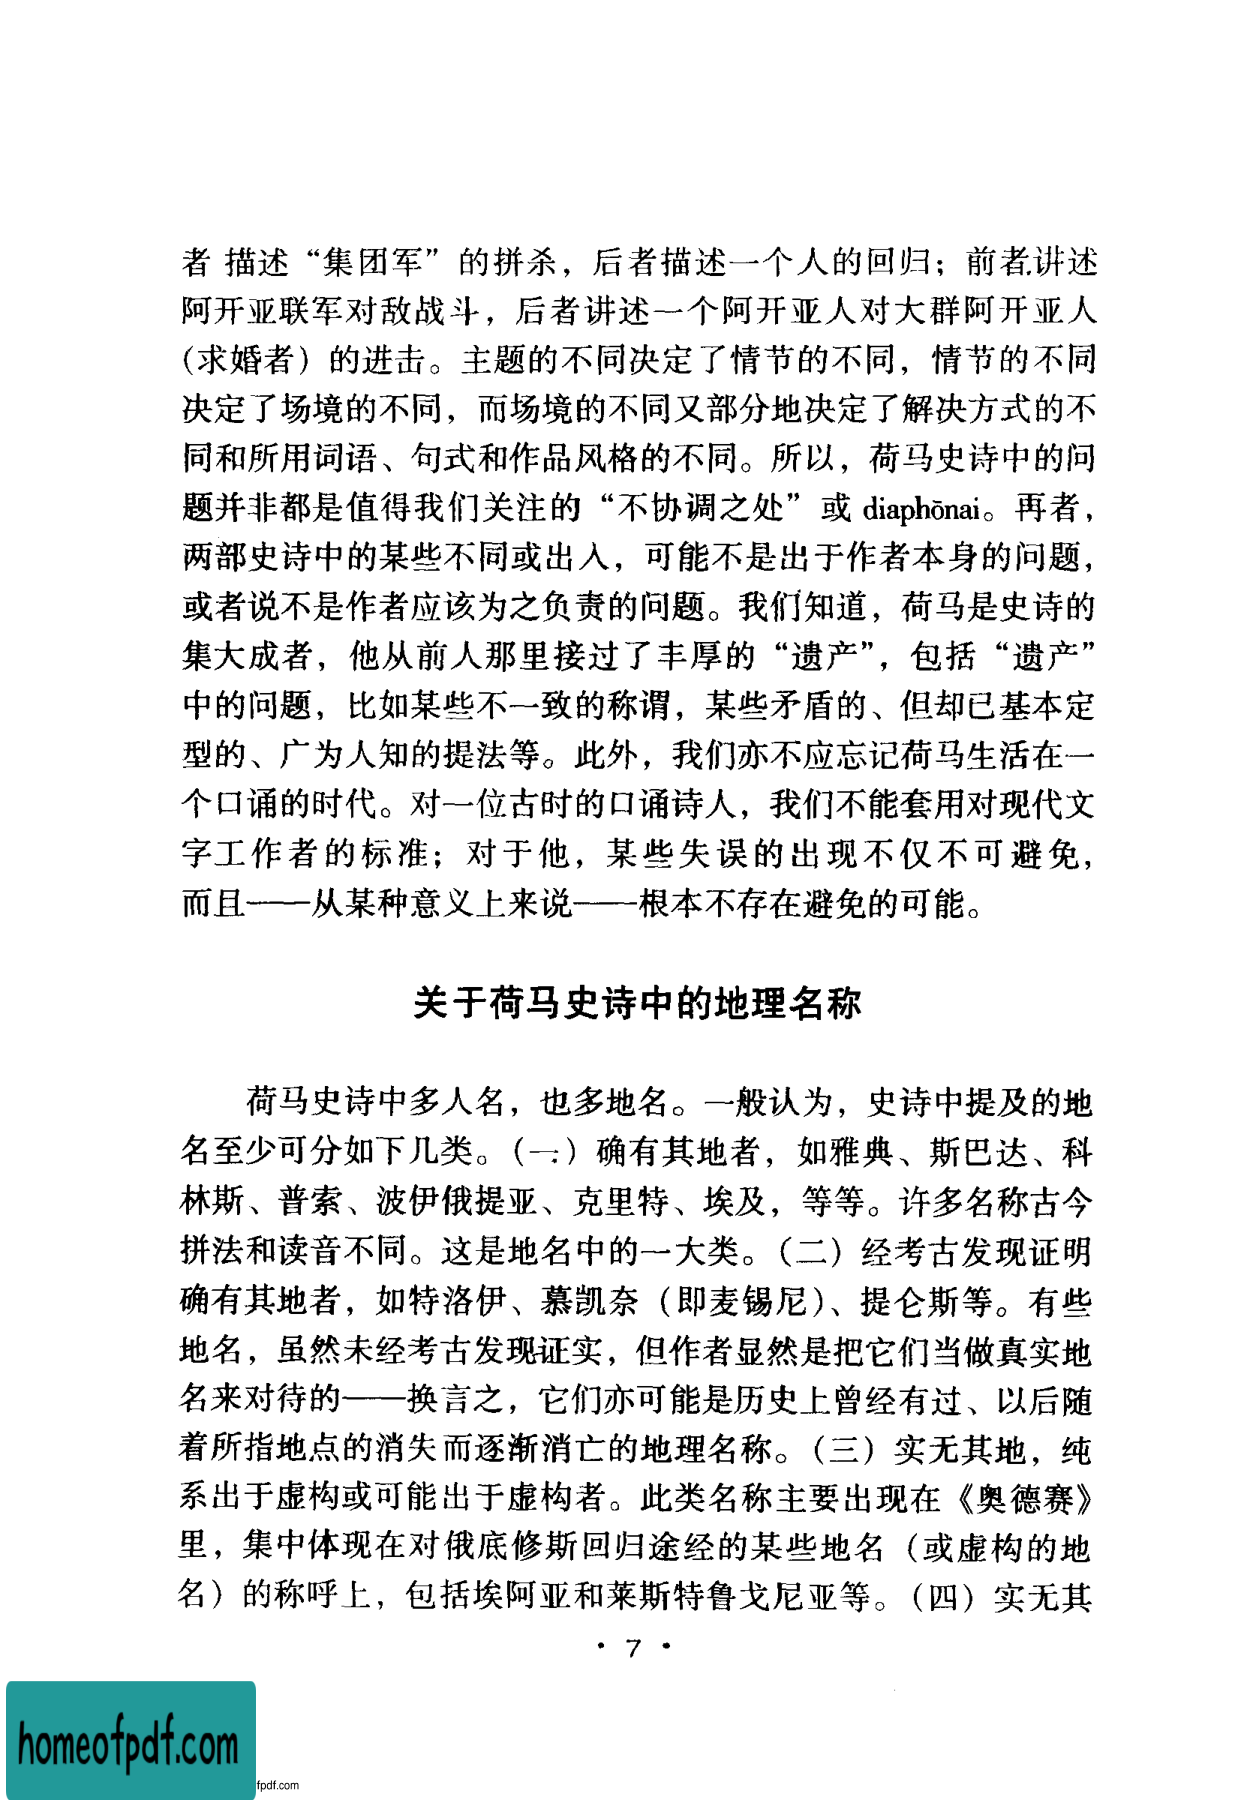 者 描述“集团军”的拼杀，后者描述一个人的回归；前者讲述
阿开亚联军对敌战斗，后者讲述一个阿开亚人对大群阿开亚人
（求婚者）的进击。主题的不同决定了情节的不同，情节的不同
决定了场境的不同，而场境的不同又部分地决定了解决方式的不
同和所用词语、句式和作品风格的不同。所以，荷马史诗中的问
题并非都是值得我们关注的“不协调之处”或 diaphōnai。再者，
两部史诗中的某些不同或出入，可能不是出于作者本身的问题，
或者说不是作者应该为之负责的问题。我们知道，荷马是史诗的
集大成者，他从前人那里接过了丰厚的“遗产”，包括“遗产”
中的问题，比如某些不一致的称谓，某些矛盾的、但却已基本定
型的、广为人知的提法等。此外，我们亦不应忘记荷马生活在一
个口诵的时代。对一位古时的口诵诗人，我们不能套用对现代文
字工作者的标准；对于他，某些失误的出现不仅不可避免，
而且——从某种意义上来说——根本不存在避免的可能。
关于荷马史诗中的地理名称
荷马史诗中多人名，也多地名。一般认为，史诗中提及的地
名至少可分如下几类。（一）确有其地者，如雅典、斯巴达、科
林斯、普索、波伊俄提亚、克里特、埃及，等等。许多名称古今
拼法和读音不同。这是地名中的一大类。（二）经考古发现证明
确有其地者，如特洛伊、慕凯奈（即麦锡尼）、提仑斯等。有些
地名，虽然未经考古发现证实，但作者显然是把它们当做真实地
名来对待的——换言之，它们亦可能是历史上曾经有过、以后随
着所指地点的消失而逐渐消亡的地理名称。（三）实无其地，纯
系出于虚构或可能出于虚构者。此类名称主要出现在《奥德赛》
里，集中体现在对俄底修斯回归途经的某些地名（或虚构的地
名）的称呼上，包括埃阿亚和莱斯特鲁戈尼亚等。（四）实无其
· 7 ·
homeofpdf.com
fpdf.com